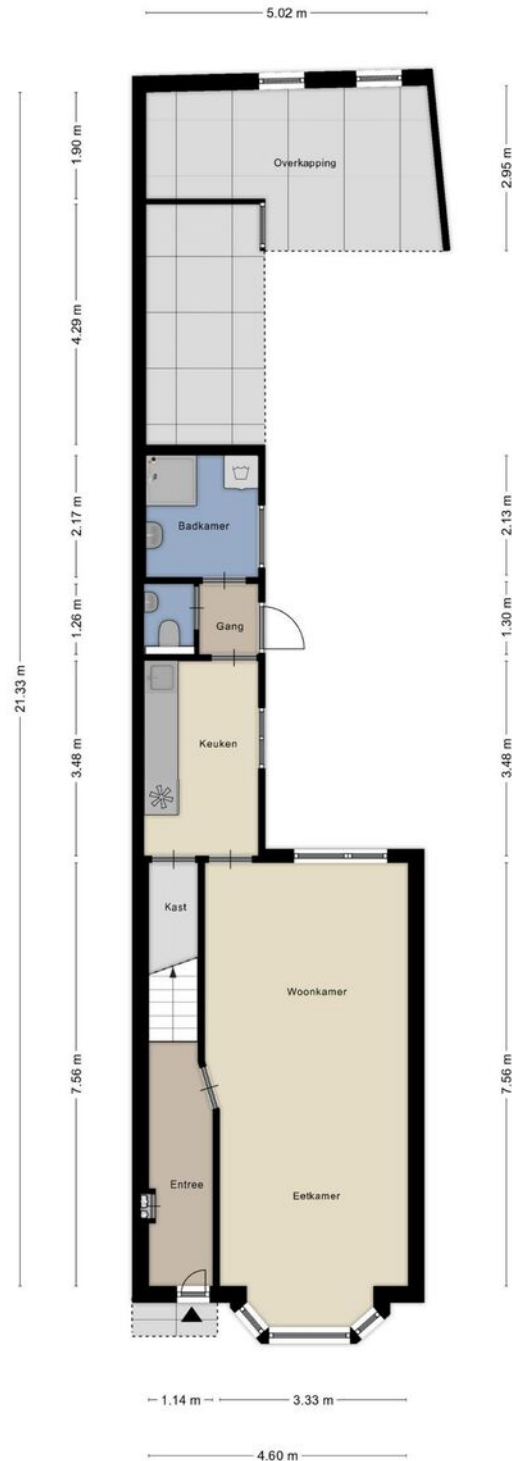 5.02 m
1.90 m
2.95 m
Overkapping
4.29 m
2.17 m
2.13 m
Badkamer
1.26 m
1.30 m
Gang
21.33 m
3.48 m
3.48 m
Keuken
Kast
Woonkamer
7.56 m
7.56 m
Entree
Eetkamer
1.14 m
3.33 m
4.60 m